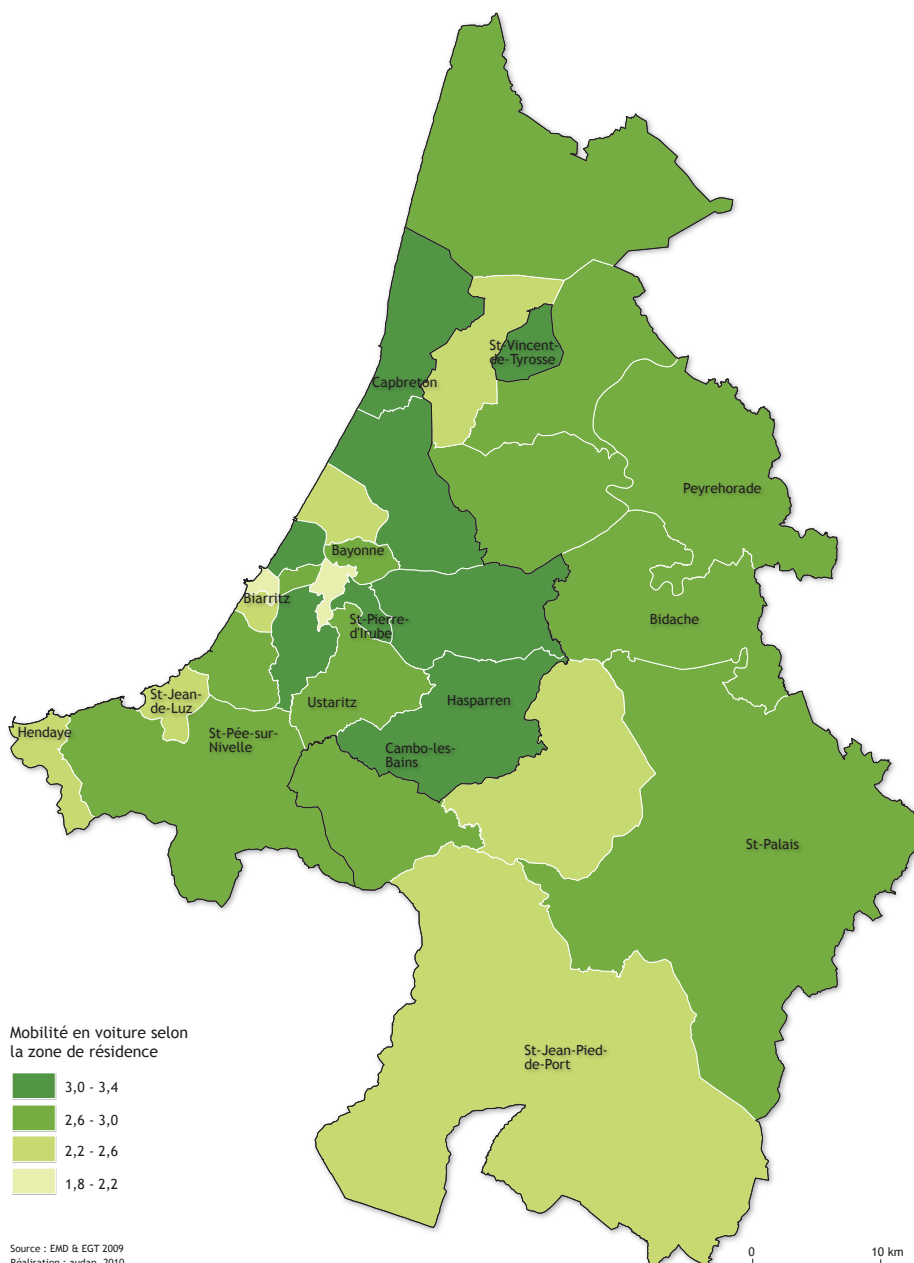 St-Vincent-
de-Tyrosse
Capbreton
Peyrehorade
Bayonne
Biarritz
St-Pierre-
d'Irube
Bidache
St-Jean-
de-Luz
Ustaritz
Hasparren
Hendaye
St-Pée-sur-
Nivelle
Cambo-les-
Bains
St-Palais
St-Jean-Pied-
de-Port
Mobilité en voiture selon
la zone de résidence
3,0 - 3,4
2,6 - 3,0
2,2 - 2,6
1,8 - 2,2
Source : EMD & EGT 2009
Réalisation : audap, 2010
0
10 km